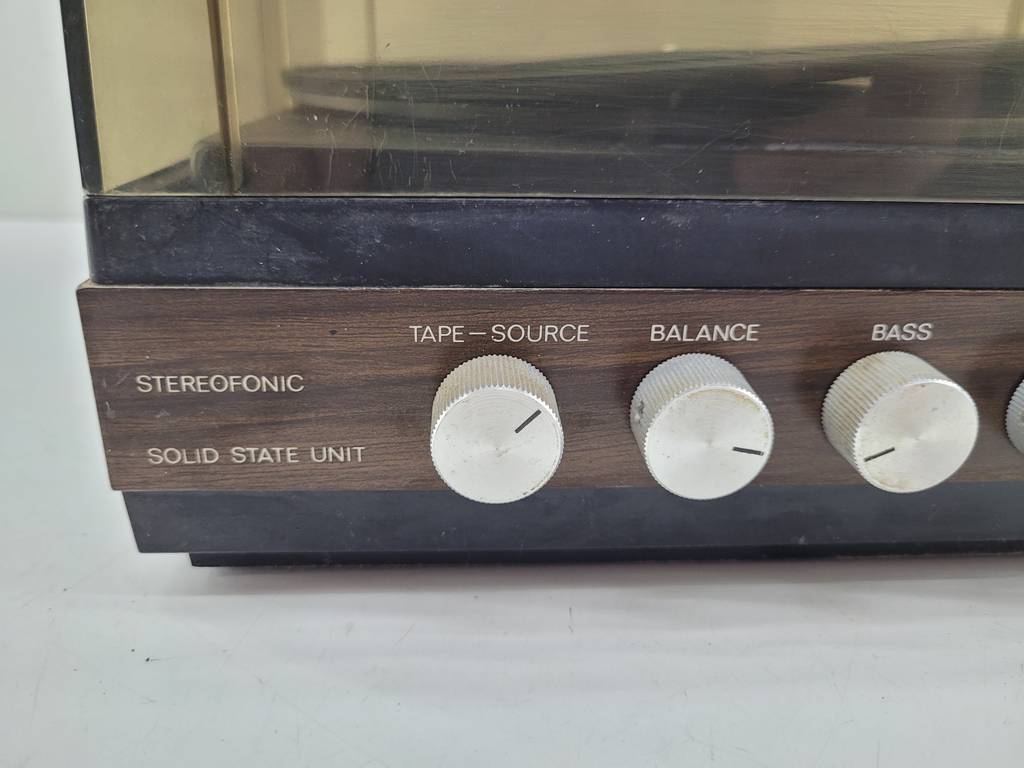 TAPE — SOURCE
BALANCE
BASS
STEREOFONIC
SOLID STATE UNIT